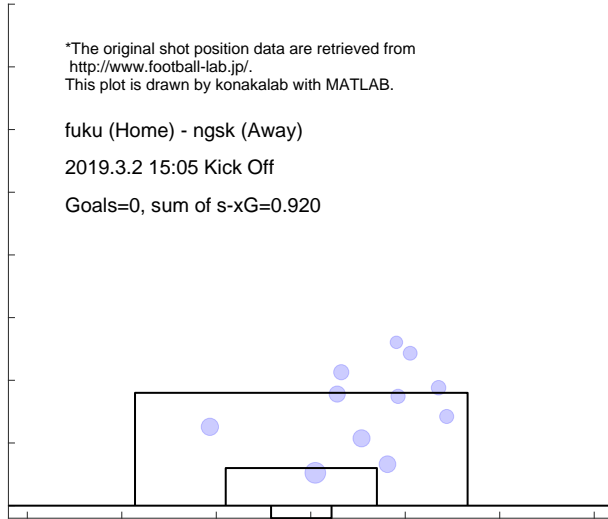 *The original shot position data are retrieved from
http://www.football-lab.jp/.
This plot is drawn by konakalab with MATLAB.
fuku (Home) - ngsk (Away)
2019.3.2 15:05 Kick Off
Goals=0, sum of s-xG=0.920